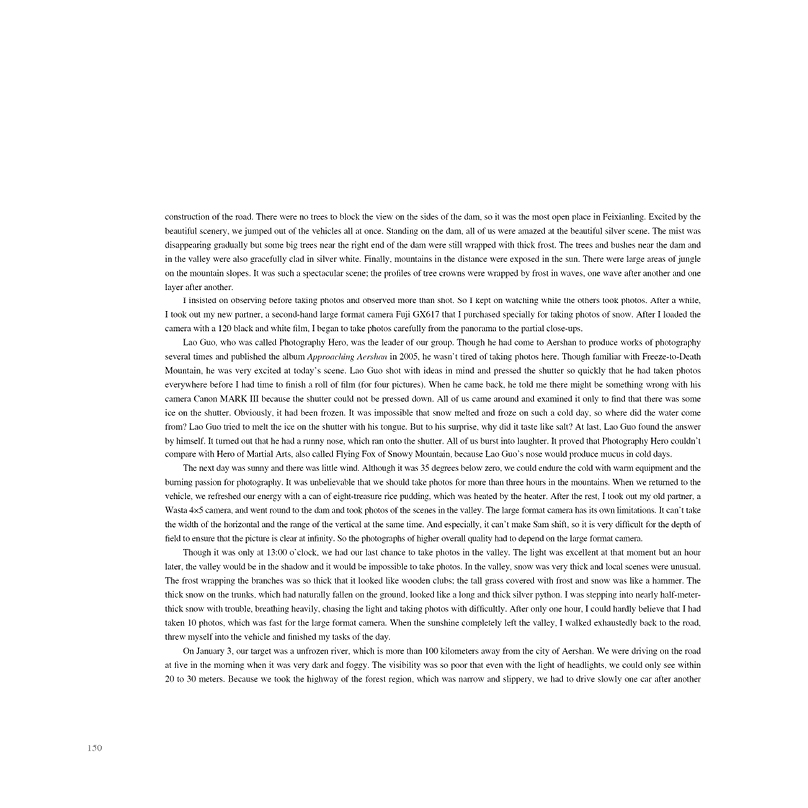 construction of the road. There were no trees to block the view on the sides of the dam, so it was the most open place in Feixianling. Excited by the
beautiful scenery, we jumped out of the vehicles all at once. Standing on the dam, all of us were amazed at the beautiful silver scene. The mist was
disappearing gradually but some big trees near the right end of the dam were still wrapped with thick frost. The trees and bushes near the dam and
in the valley were also gracefully clad in silver white. Finally, mountains in the distance were exposed in the sun. There were large areas of jungle
on the mountain slopes. It was such a spectacular scene; the profiles of tree crowns were wrapped by frost in waves, one wave after another and one
layer after another.
I insisted on observing before taking photos and observed more than shot. So I kept on watching while the others took photos. After a while,
I took out my new partner, a second-hand large format camera Fuji GX617 that I purchased specially for taking photos of snow. After I loaded the
camera with a 120 black and white film, I began to take photos carefully from the panorama to the partial close-ups.
Lao Guo, who was called Photography Hero, was the leader of our group. Though he had come to Aershan to produce works of photography
several times and published the album Approaching Aershan in 2005, he wasn't tired of taking photos here. Though familiar with Freeze-to-Death
Mountain, he was very excited at today's scene. Lao Guo shot with ideas in mind and pressed the shutter so quickly that he had taken photos
everywhere before I had time to finish a roll of film (for four pictures). When he came back, he told me there might be something wrong with his
camera Canon MARK III because the shutter could not be pressed down. All of us came around and examined it only to find that there was some
ice on the shutter. Obviously, it had been frozen. It was impossible that snow melted and froze on such a cold day, so where did the water come
from? Lao Guo tried to melt the ice on the shutter with his tongue. But to his surprise, why did it taste like salt? At last, Lao Guo found the answer
by himself. It turned out that he had a runny nose, which ran onto the shutter. All of us burst into laughter. It proved that Photography Hero couldn't
compare with Hero of Martial Arts, also called Flying Fox of Snowy Mountain, because Lao Guo's nose would produce mucus in cold days.
The next day was sunny and there was little wind. Although it was 35 degrees below zero, we could endure the cold with warm equipment and the
burning passion for photography. It was unbelievable that we should take photos for more than three hours in the mountains. When we returned to the
vehicle, we refreshed our energy with a can of eight-treasure rice pudding, which was heated by the heater. After the rest, I took out my old partner, a
Wasta 4×5 camera, and went round to the dam and took photos of the scenes in the valley. The large format camera has its own limitations. It can't take
the width of the horizontal and the range of the vertical at the same time. And especially, it can't make Sam shift, so it is very difficult for the depth of
field to ensure that the picture is clear at infinity. So the photographs of higher overall quality had to depend on the large format camera.
Though it was only at 13:00 o'clock, we had our last chance to take photos in the valley. The light was excellent at that moment but an hour
later, the valley would be in the shadow and it would be impossible to take photos. In the valley, snow was very thick and local scenes were unusual.
The frost wrapping the branches was so thick that it looked like wooden clubs; the tall grass covered with frost and snow was like a hammer. The
thick snow on the trunks, which had naturally fallen on the ground, looked like a long and thick silver python. I was stepping into nearly half-meter-
thick snow with trouble, breathing heavily, chasing the light and taking photos with difficultly. After only one hour, I could hardly believe that I had
taken 10 photos, which was fast for the large format camera. When the sunshine completely left the valley, I walked exhaustedly back to the road,
threw myself into the vehicle and finished my tasks of the day.
On January 3, our target was a unfrozen river, which is more than 100 kilometers away from the city of Aershan. We were driving on the road
at five in the morning when it was very dark and foggy. The visibility was so poor that even with the light of headlights, we could only see within
20 to 30 meters. Because we took the highway of the forest region, which was narrow and slippery, we had to drive slowly one car after another
150